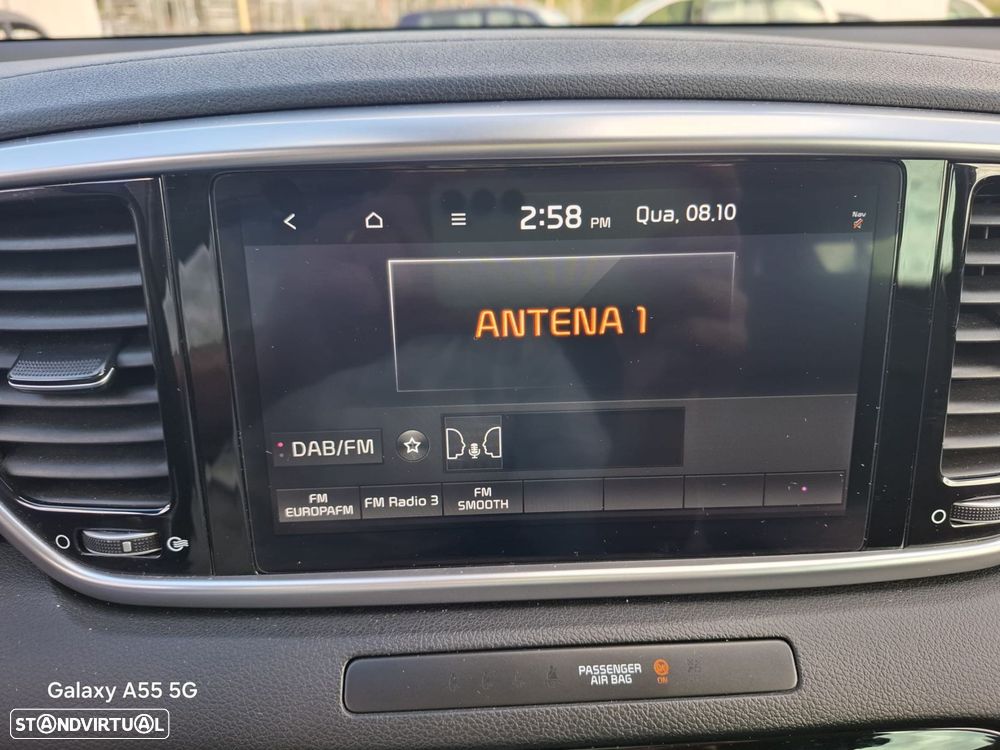 2:58 PM Qua, 08.10
Nav
ANTENA 1
DAB/FM
FM
EUROPAFM
FM Radio 3
FM
SMOOTH
PASSENGER
AIR BAG
ON
Galaxy A55 5G
STANDVIRTUAL